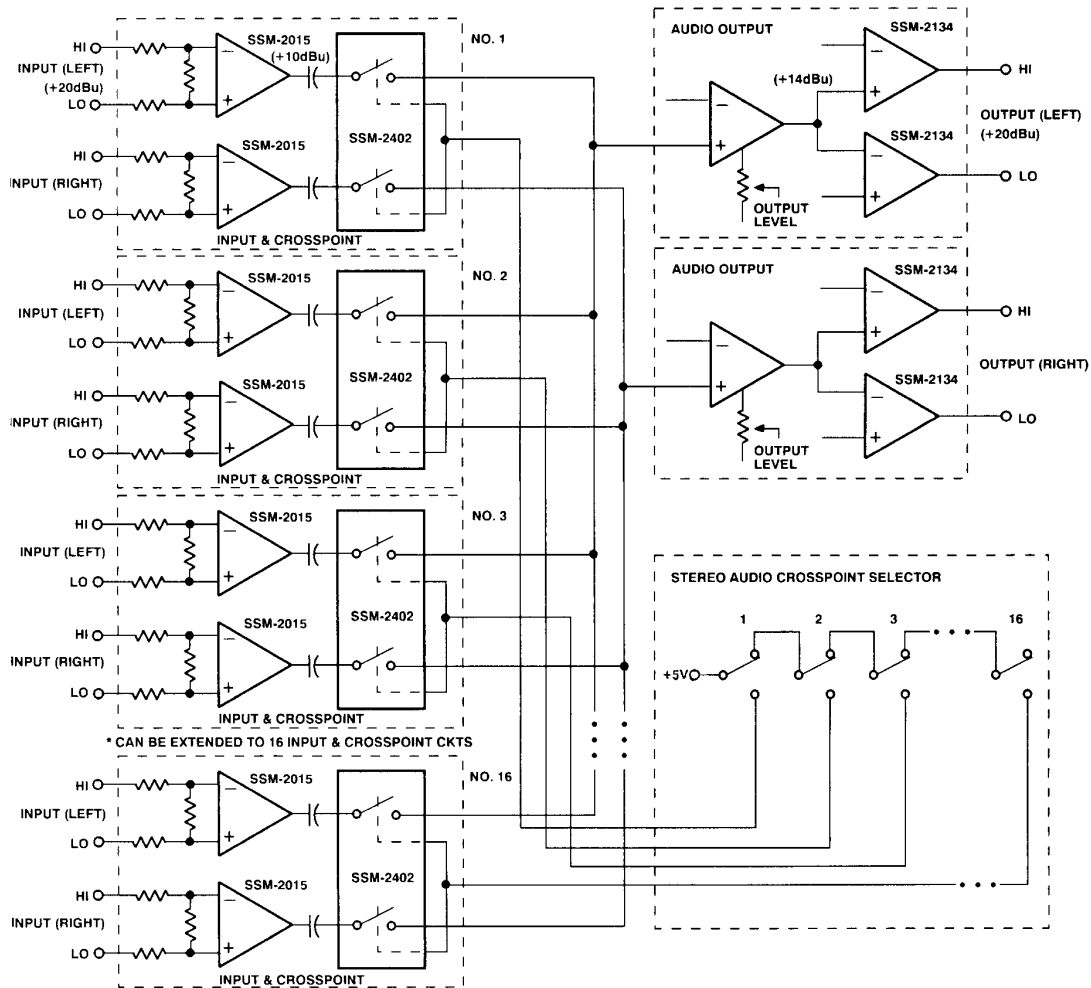 HI
INPUT (LEFT)
(+20dBu)
LO
SSM-2015
(+10dBu)
NO. 1
SSM-2402
HI
INPUT (RIGHT)
LO
SSM-2015
INPUT & CROSSPOINT
HI
INPUT (LEFT)
LO
SSM-2015
NO. 2
SSM-2402
HI
INPUT (RIGHT)
LO
SSM-2015
INPUT & CROSSPOINT
HI
INPUT (LEFT)
LO
SSM-2015
NO. 3
SSM-2402
HI
INPUT (RIGHT)
LO
SSM-2015
INPUT & CROSSPOINT
* CAN BE EXTENDED TO 16 INPUT & CROSSPOINT CKTS
HI
INPUT (LEFT)
LO
SSM-2015
NO. 16
SSM-2402
HI
INPUT (RIGHT)
LO
SSM-2015
INPUT & CROSSPOINT
AUDIO OUTPUT
SSM-2134
(+14dBu)
HI
OUTPUT (LEFT)
(+20dBu)
SSM-2134
LO
OUTPUT
LEVEL
AUDIO OUTPUT
SSM-2134
HI
OUTPUT (RIGHT)
SSM-2134
LO
OUTPUT
LEVEL
STEREO AUDIO CROSSPOINT SELECTOR
1 2 3 16
+5V